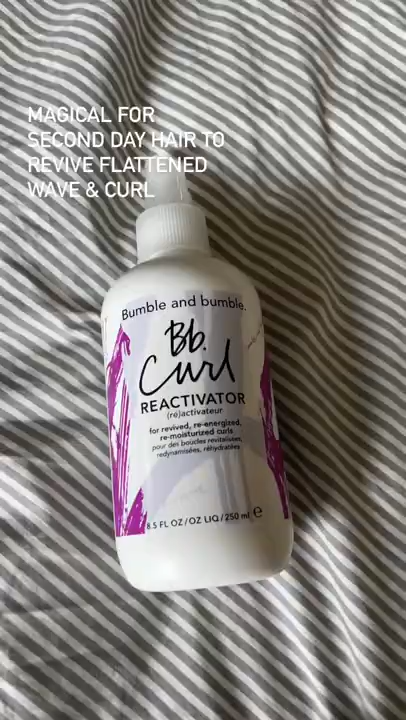 MAGICAL FOR
SECOND DAY HAIR TO
REVIVE FLATTENED
WAVE & CURL
Bumble and bumble.
Bb.
Curl
REACTIVATOR
(ré)activateur
for revived, re-energized,
re-moisturized curls
pour des boucles revitalisées,
redynamisées, réhydratées
8.5 FL OZ/OZ LIQ/250 ml e